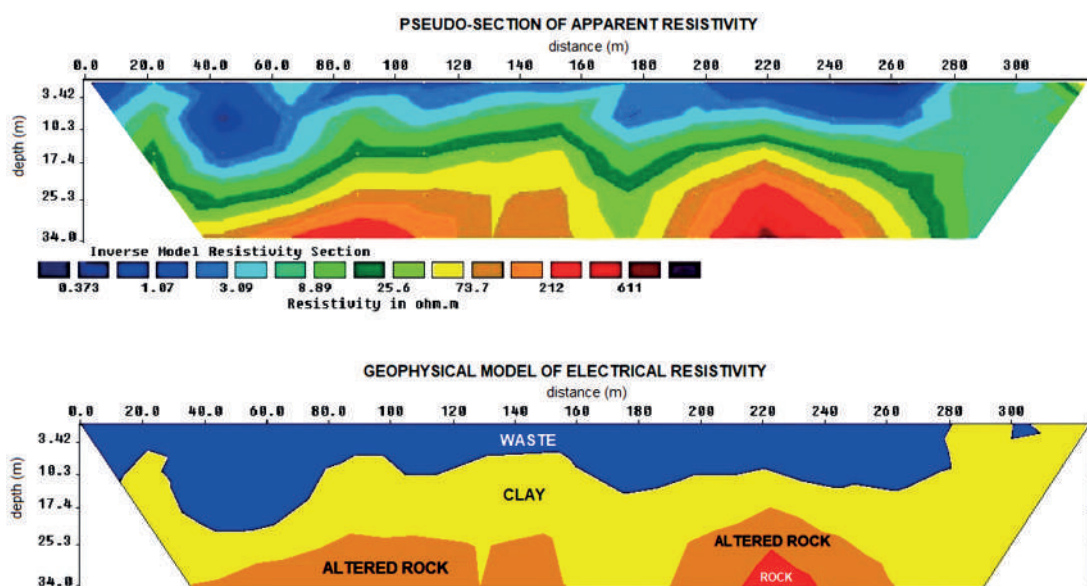 PSEUDO-SECTION OF APPARENT RESISTIVITY
distance (m)
0.0 20.0 40.0 60.0 80.0 100 120 140 160 180 200 220 240 260 280 300
depth (m)
3.42
10.3
17.4
25.3
34.0
Inverse Model Resistivity Section
0.373 1.07 3.09 8.89 25.6 73.7 212 611
Resistivity in ohm.m
GEOPHYSICAL MODEL OF ELECTRICAL RESISTIVITY
distance (m)
0.0 20.0 40.0 60.0 80.0 100 120 140 160 180 200 220 240 260 280 300
depth (m)
3.42
10.3
17.4
25.3
34.0
WASTE
CLAY
ALTERED ROCK
ALTERED ROCK
ROCK